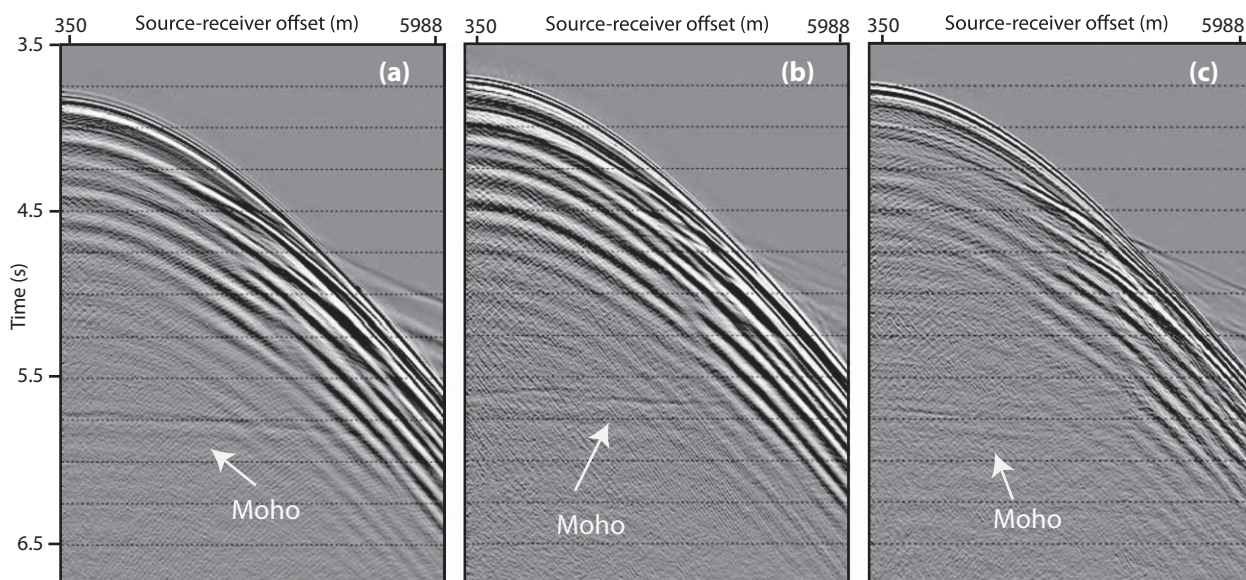 Source-receiver offset (m)
350 5988
Source-receiver offset (m)
350 5988
Source-receiver offset (m)
350 5988
3.5
4.5
5.5
6.5
Time (s)
(a)
Moho
(b)
Moho
(c)
Moho